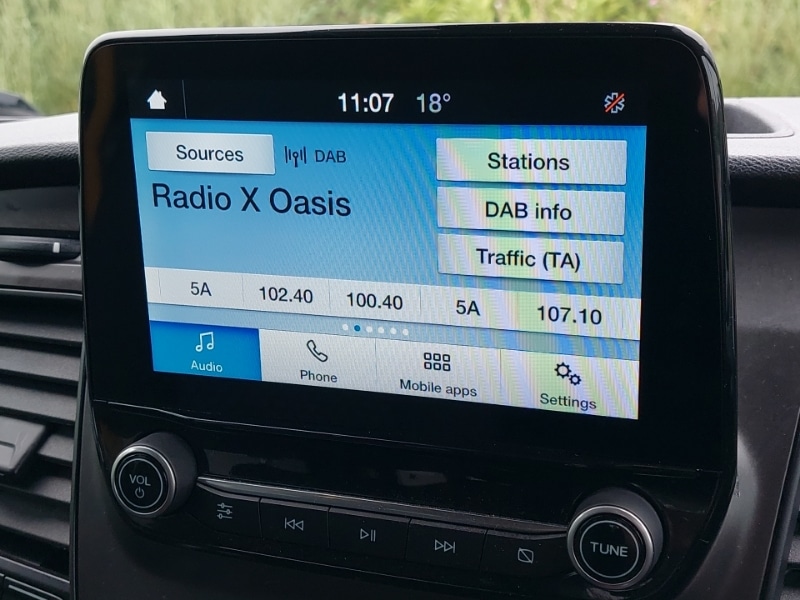 11:07 18°
Sources DAB
Stations
Radio X Oasis
DAB info
Traffic (TA)
5A 102.40 100.40 5A 107.10
Audio Phone Mobile apps Settings
VOL
TUNE